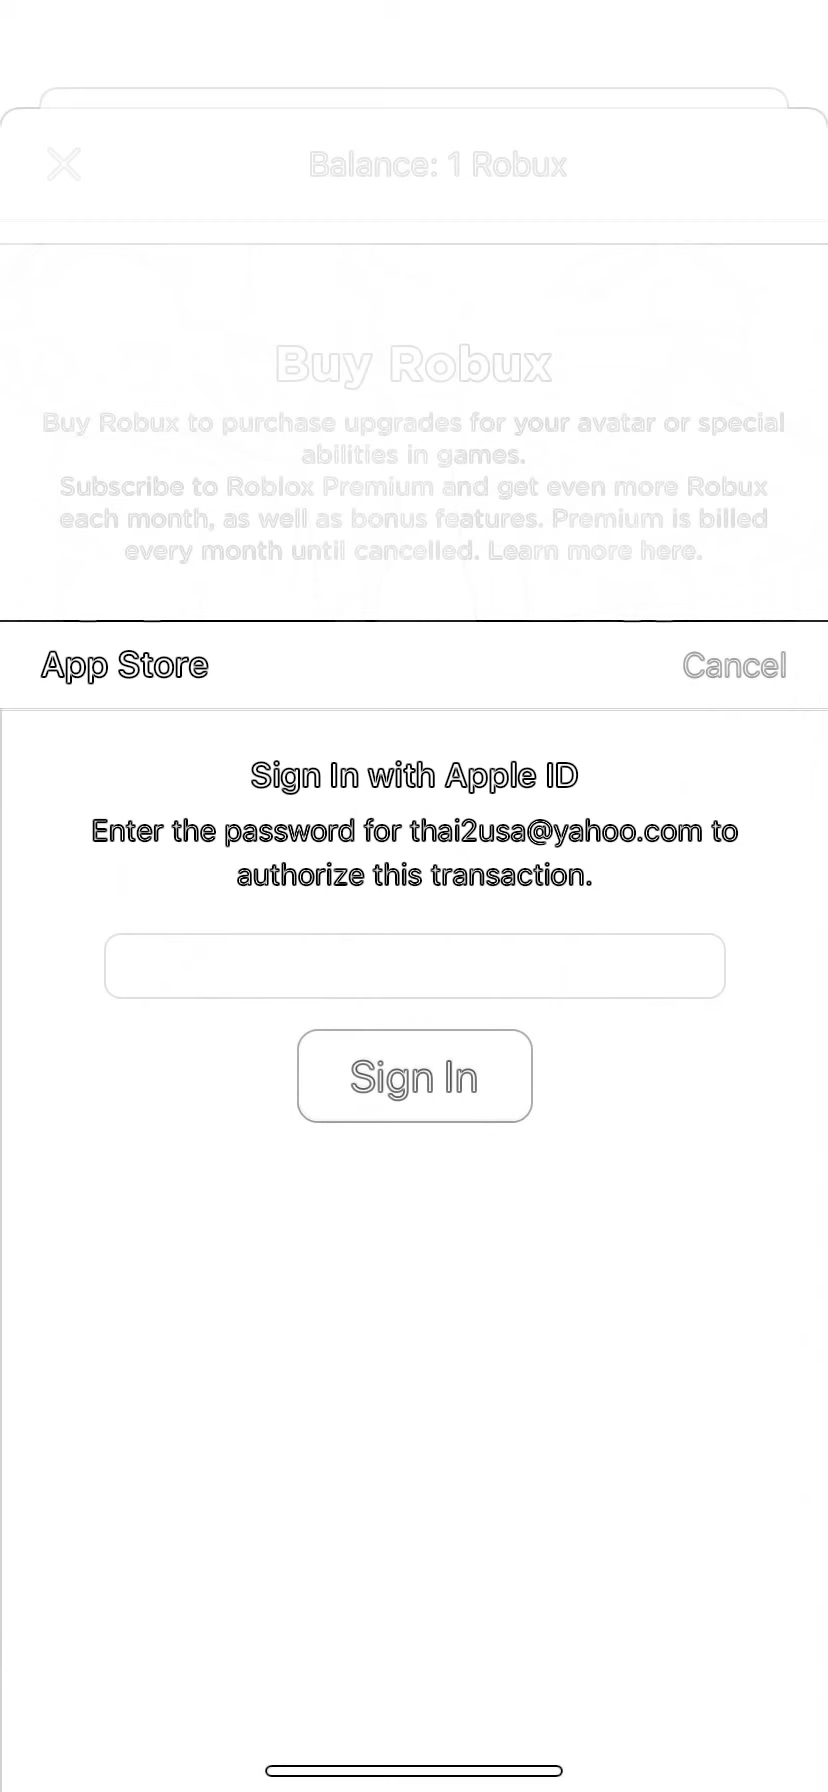 Balance: 1 Robux
Buy Robux
Buy Robux to purchase upgrades for your avatar or special
abilities in games.
Subscribe to Roblox Premium and get even more Robux
each month, as well as bonus features. Premium is billed
every month until cancelled. Learn more here.
App Store
Cancel
Sign In with Apple ID
Enter the password for thai2usa@yahoo.com to
authorize this transaction.
Sign In